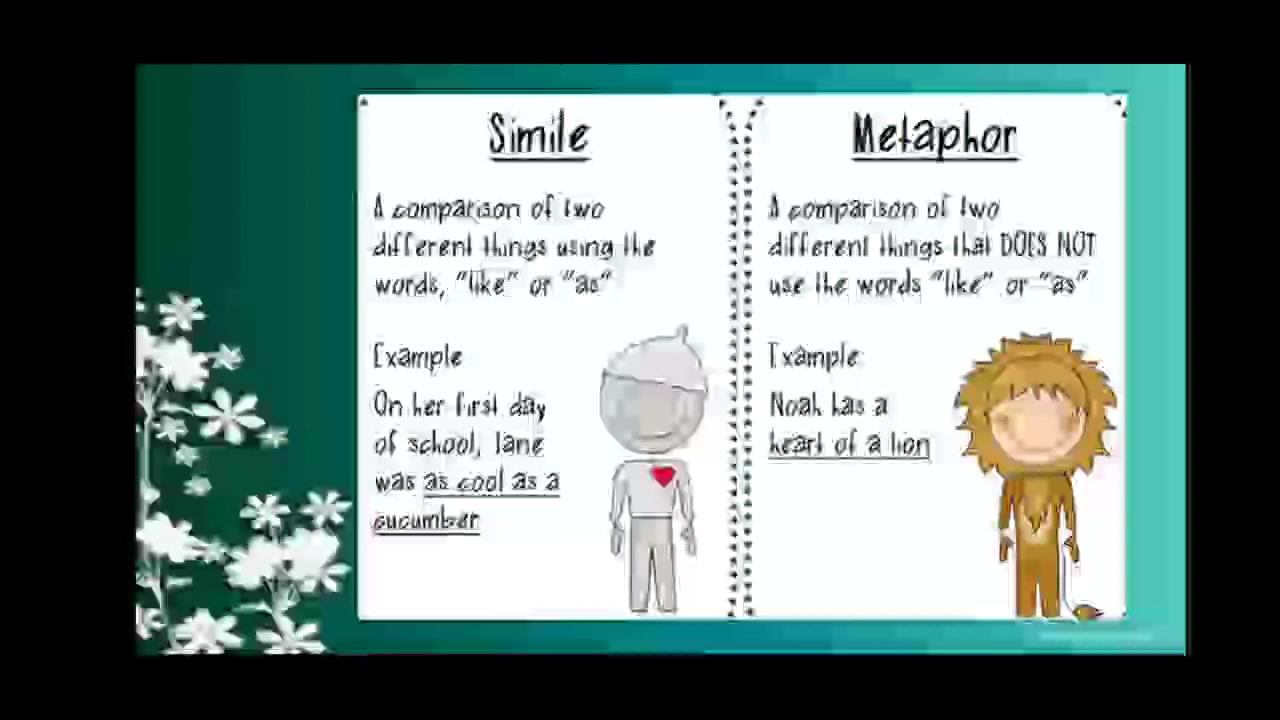 Simile
A comparison of two
different things using the
words, "like" or "as"
Example
On her first day
of school, Jane
was as cool as a
cucumber
Metaphor
A comparison of two
different things that DOES NOT
use the words "like" or "as"
Example
Noah has a
heart of a lion